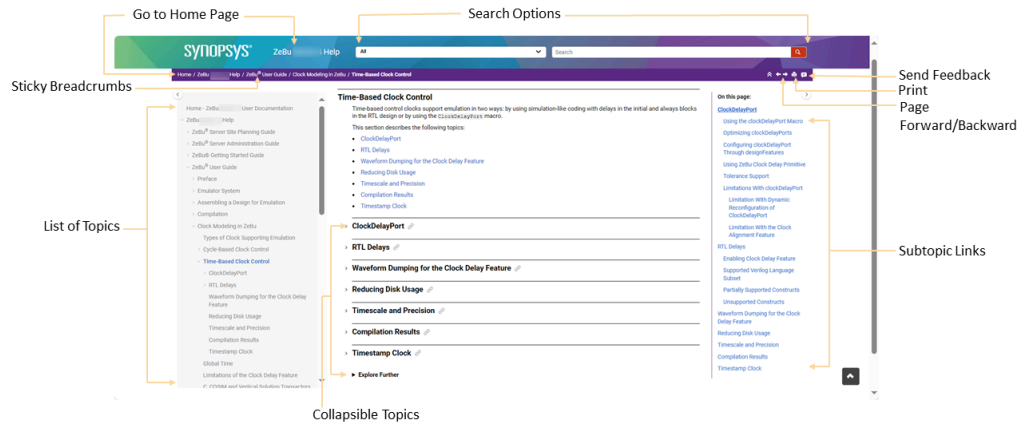 Go to Home Page
Search Options
SYNOPSYS®
ZeBu Help
All
Search
Home / ZeBu Help / ZeBu® User Guide / Clock Modeling in ZeBu / Time-Based Clock Control
Sticky Breadcrumbs
Send Feedback
Print
Page
Forward/Backward
List of Topics
Home - ZeBu User Documentation
ZeBu Help
ZeBu® Server Site Planning Guide
ZeBu® Server Administration Guide
ZeBu® Getting Started Guide
ZeBu® User Guide
Preface
Emulator System
Assembling a Design for Emulation
Compilation
Clock Modeling in ZeBu
Types of Clock Supporting Emulation
Cycle-Based Clock Control
Time-Based Clock Control
ClockDelayPort
RTL Delays
Waveform Dumping for the Clock Delay
Feature
Reducing Disk Usage
Timescale and Precision
Compilation Results
Timestamp Clock
Global Time
Limitations of the Clock Delay Feature
C, COSIM and Vertical Solution Transactors
Time-Based Clock Control
Time-based control clocks support emulation in two ways: by using simulation-like coding with delays in the initial and always blocks
in the RTL design or by using the ClockDelayPort macro.
This section describes the following topics:
• ClockDelayPort
• RTL Delays
• Waveform Dumping for the Clock Delay Feature
• Reducing Disk Usage
• Timescale and Precision
• Compilation Results
• Timestamp Clock
ClockDelayPort
RTL Delays
Waveform Dumping for the Clock Delay Feature
Reducing Disk Usage
Timescale and Precision
Compilation Results
Timestamp Clock
Explore Further
Collapsible Topics
On this page:
ClockDelayPort
Using the clockDelayPort Macro
Optimizing clockDelayPorts
Configuring clockDelayPort
Through designFeatures
Using ZeBu Clock Delay Primitive
Tolerance Support
Limitations With clockDelayPort
Limitation With Dynamic
Reconfiguration of
ClockDelayPort
Limitation With the Clock
Alignment Feature
RTL Delays
Enabling Clock Delay Feature
Supported Verilog Language
Subset
Partially Supported Constructs
Unsupported Constructs
Waveform Dumping for the Clock
Delay Feature
Reducing Disk Usage
Timescale and Precision
Compilation Results
Timestamp Clock
Subtopic Links